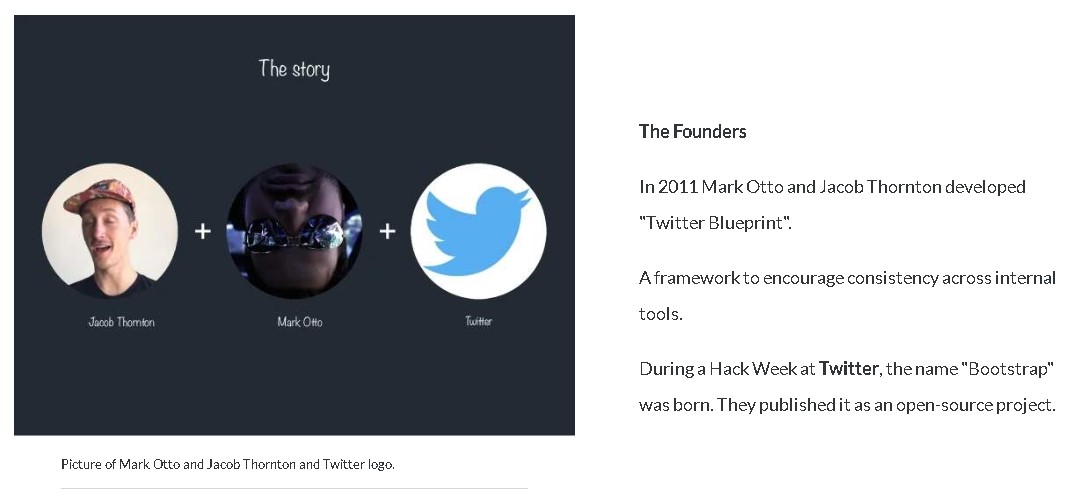 The story
Jacob Thornton
Mark Otto
Twitter
Picture of Mark Otto and Jacob Thornton and Twitter logo.
The Founders
In 2011 Mark Otto and Jacob Thornton developed
"Twitter Blueprint".
A framework to encourage consistency across internal
tools.
During a Hack Week at Twitter, the name "Bootstrap"
was born. They published it as an open-source project.